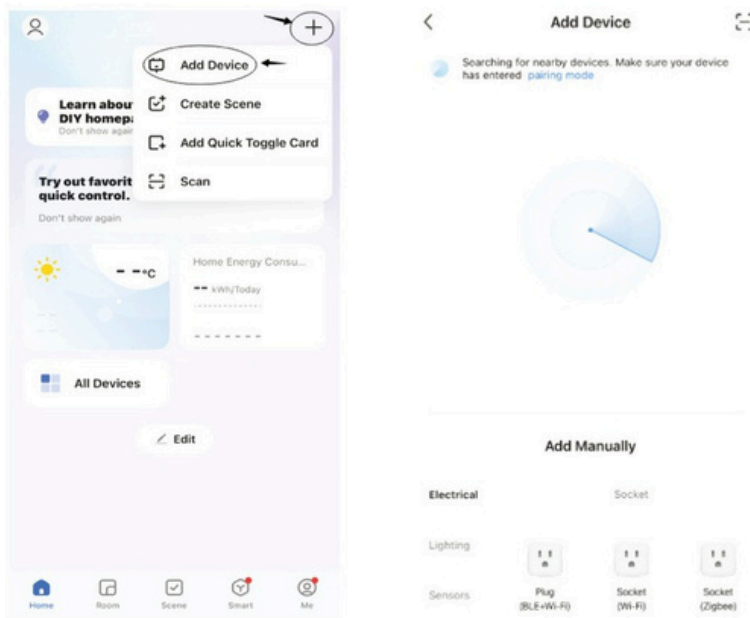 Add Device
Create Scene
Add Quick Toggle Card
Scan
Learn abou
DIY homep
Don't show again
Try out favorit
quick control.
Don't show again
- - °C
Home Energy Consu...
-- kWh/Today
All Devices
Edit
Home
Room
Scene
Smart
Me
Add Device
Searching for nearby devices. Make sure your device
has entered pairing mode
Add Manually
Electrical
Socket
Lighting
Sensors
Plug
(BLE+Wi-Fi)
Socket
(Wi-Fi)
Socket
(Zigbee)